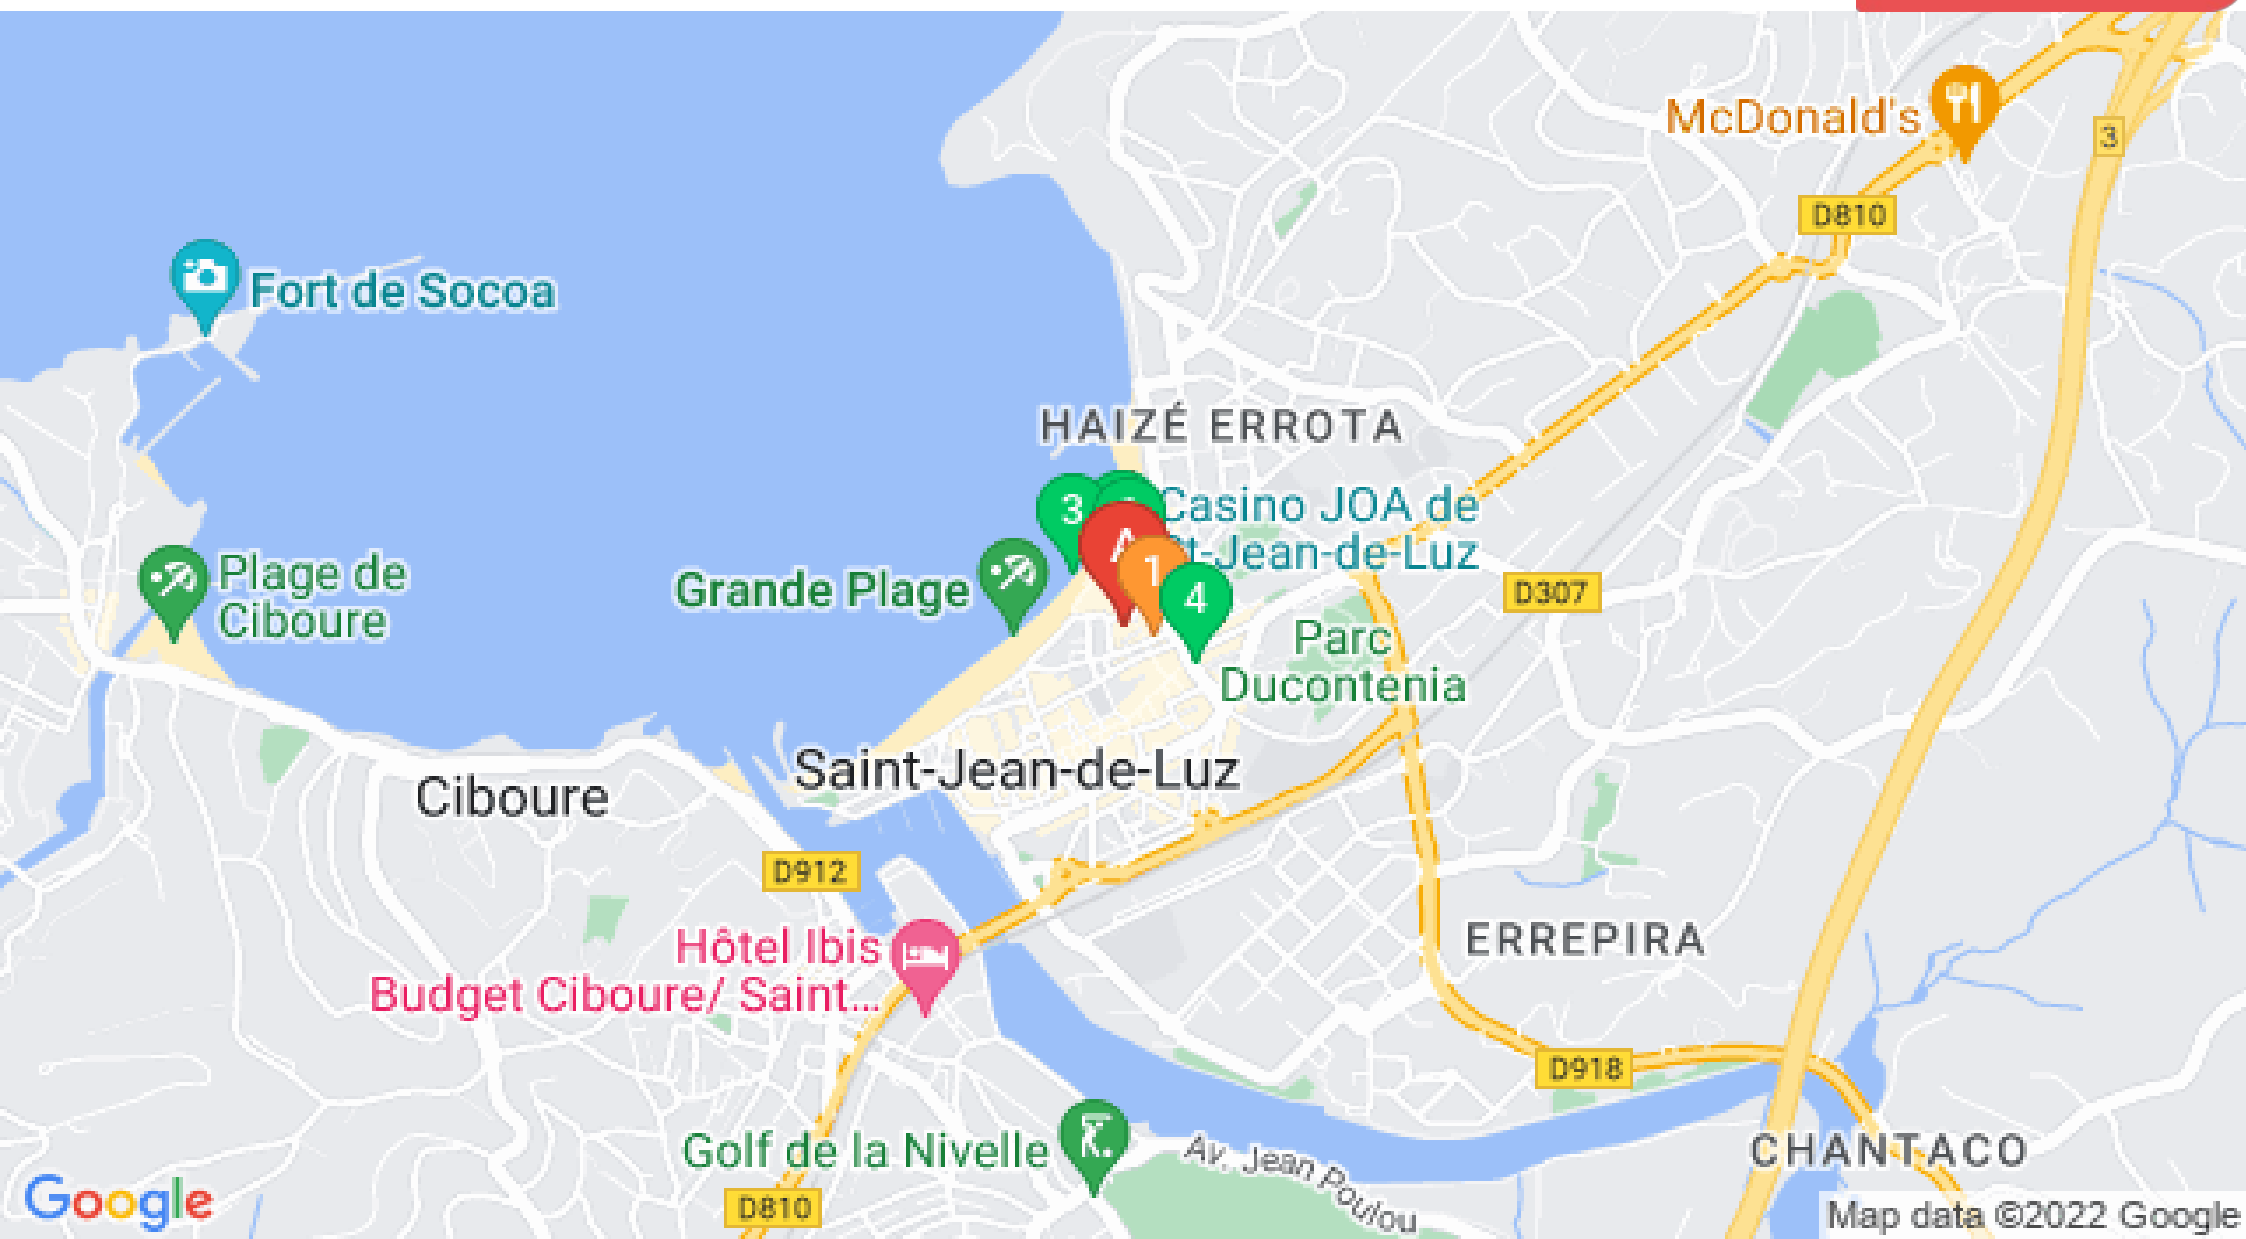 McDonald's
3
D810
Fort de Socoa
HAIZÉ ERROTA
3
Casino JOA de
t-Jean-de-Luz
A
1
4
Plage de
Ciboure
Grande Plage
D307
Parc
Ducontenia
Saint-Jean-de-Luz
Ciboure
D912
ERREPIRA
Hôtel Ibis
Budget Ciboure/ Saint...
D918
Golf de la Nivelle
Av. Jean Poulou
CHANTACO
Google
D810
Map data ©2022 Google